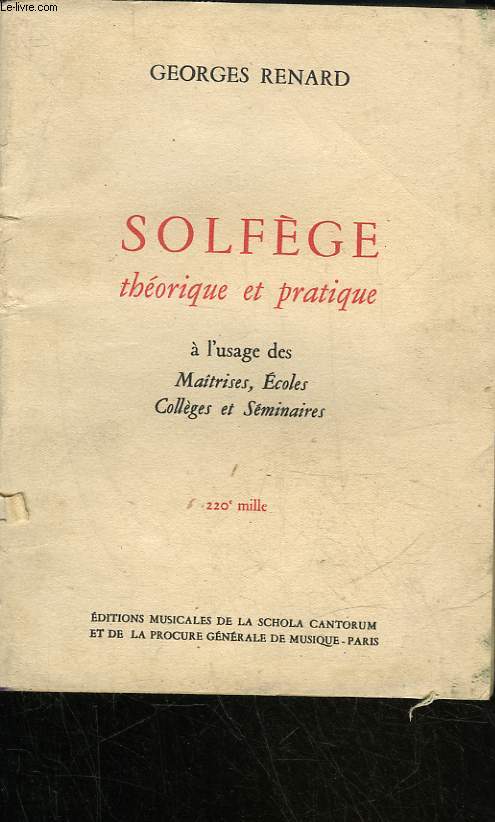 Le-livre.com
GEORGES RENARD
SOLFÈGE
théorique et pratique
à l'usage des
Maîtrises, Écoles
Collèges et Séminaires
220e mille
ÉDITIONS MUSICALES DE LA SCHOLA CANTORUM
ET DE LA PROCURE GÉNÉRALE DE MUSIQUE - PARIS